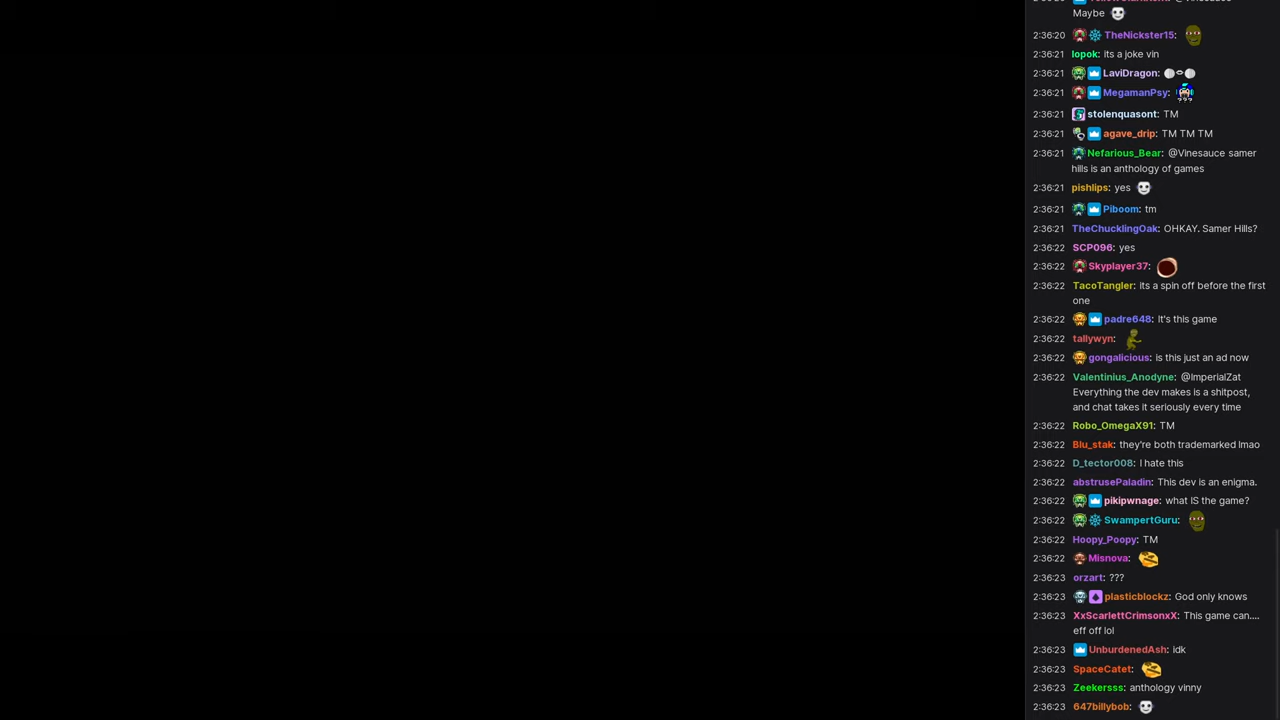 Maybe
2:36:20 TheNickster15:
2:36:21 lopok: its a joke vin
2:36:21 LaviDragon:
2:36:21 MegamanPsy:
2:36:21 stolenquasont: TM
2:36:21 agave_drip: TM TM TM
2:36:21 Nefarious_Bear: @Vinesauce samer
hills is an anthology of games
2:36:21 pishlips: yes
2:36:21 Piboom: tm
2:36:21 TheChucklingOak: OHKAY. Samer Hills?
2:36:22 SCP096: yes
2:36:22 Skyplayer37:
2:36:22 TacoTangler: its a spin off before the first
one
2:36:22 padre648: It's this game
2:36:22 tallywyn:
2:36:22 gongalicious: is this just an ad now
2:36:22 Valentinius_Anodyne: @ImperialZat
Everything the dev makes is a shitpost,
and chat takes it seriously every time
2:36:22 Robo_OmegaX91: TM
2:36:22 Blu_stak: they're both trademarked lmao
2:36:22 D_tector008: I hate this
2:36:22 abstrusePaladin: This dev is an enigma.
2:36:22 pikipwnage: what IS the game?
2:36:22 SwampertGuru:
2:36:22 Hoopy_Poopy: TM
2:36:22 Misnova:
2:36:23 orzart: ???
2:36:23 plasticblockz: God only knows
2:36:23 XxScarlettCrimsonxX: This game can....
eff off lol
2:36:23 UnburdenedAsh: idk
2:36:23 SpaceCatet:
2:36:23 Zeekersss: anthology vinny
2:36:23 647billybob: